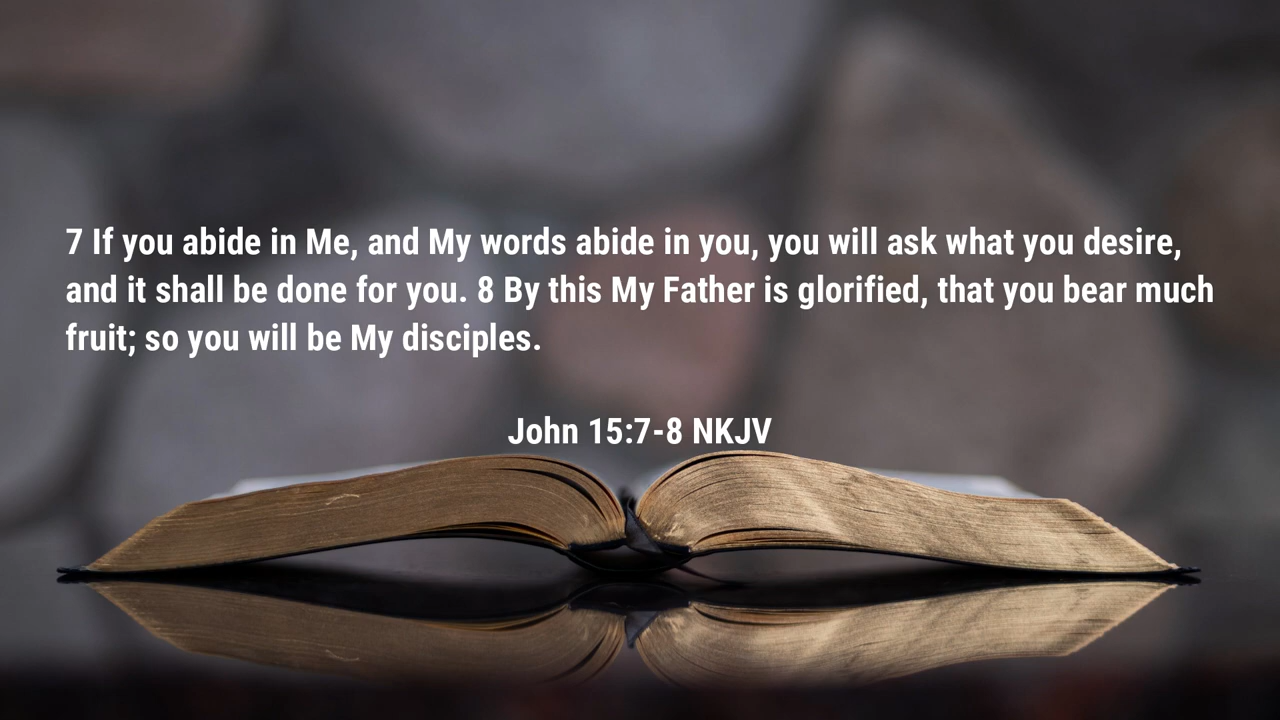 7 If you abide in Me, and My words abide in you, you will ask what you desire,
and it shall be done for you. 8 By this My Father is glorified, that you bear much
fruit; so you will be My disciples.
John 15:7-8 NKJV